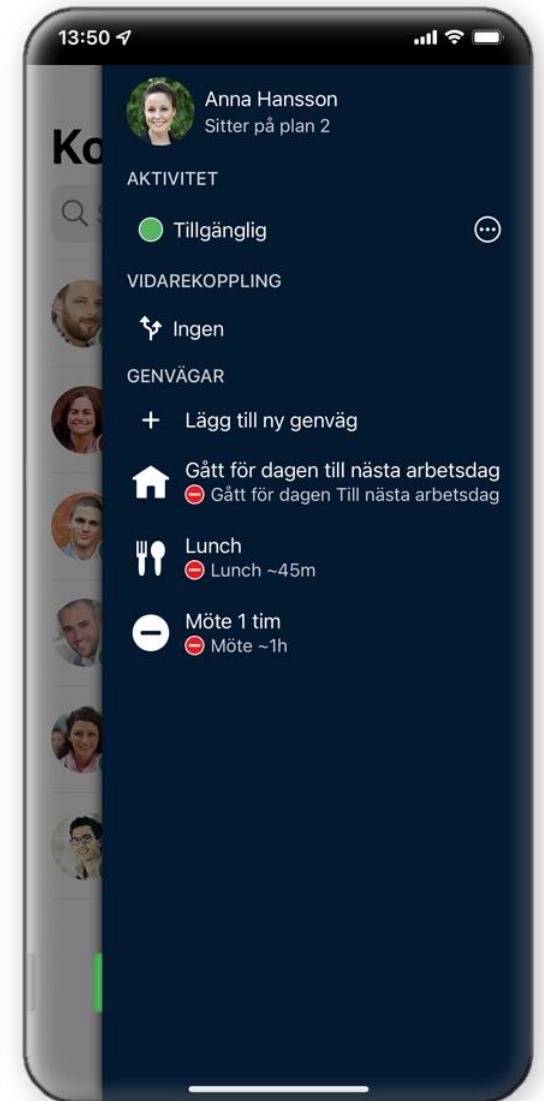 13:50
Ko
Anna Hansson
Sitter på plan 2
AKTIVITET
Tillgänglig
VIDAREKOPPLING
Ingen
GENVÄGAR
Lägg till ny genväg
Gått för dagen till nästa arbetsdag
Gått för dagen Till nästa arbetsdag
Lunch
Lunch ~45m
Möte 1 tim
Möte ~1h